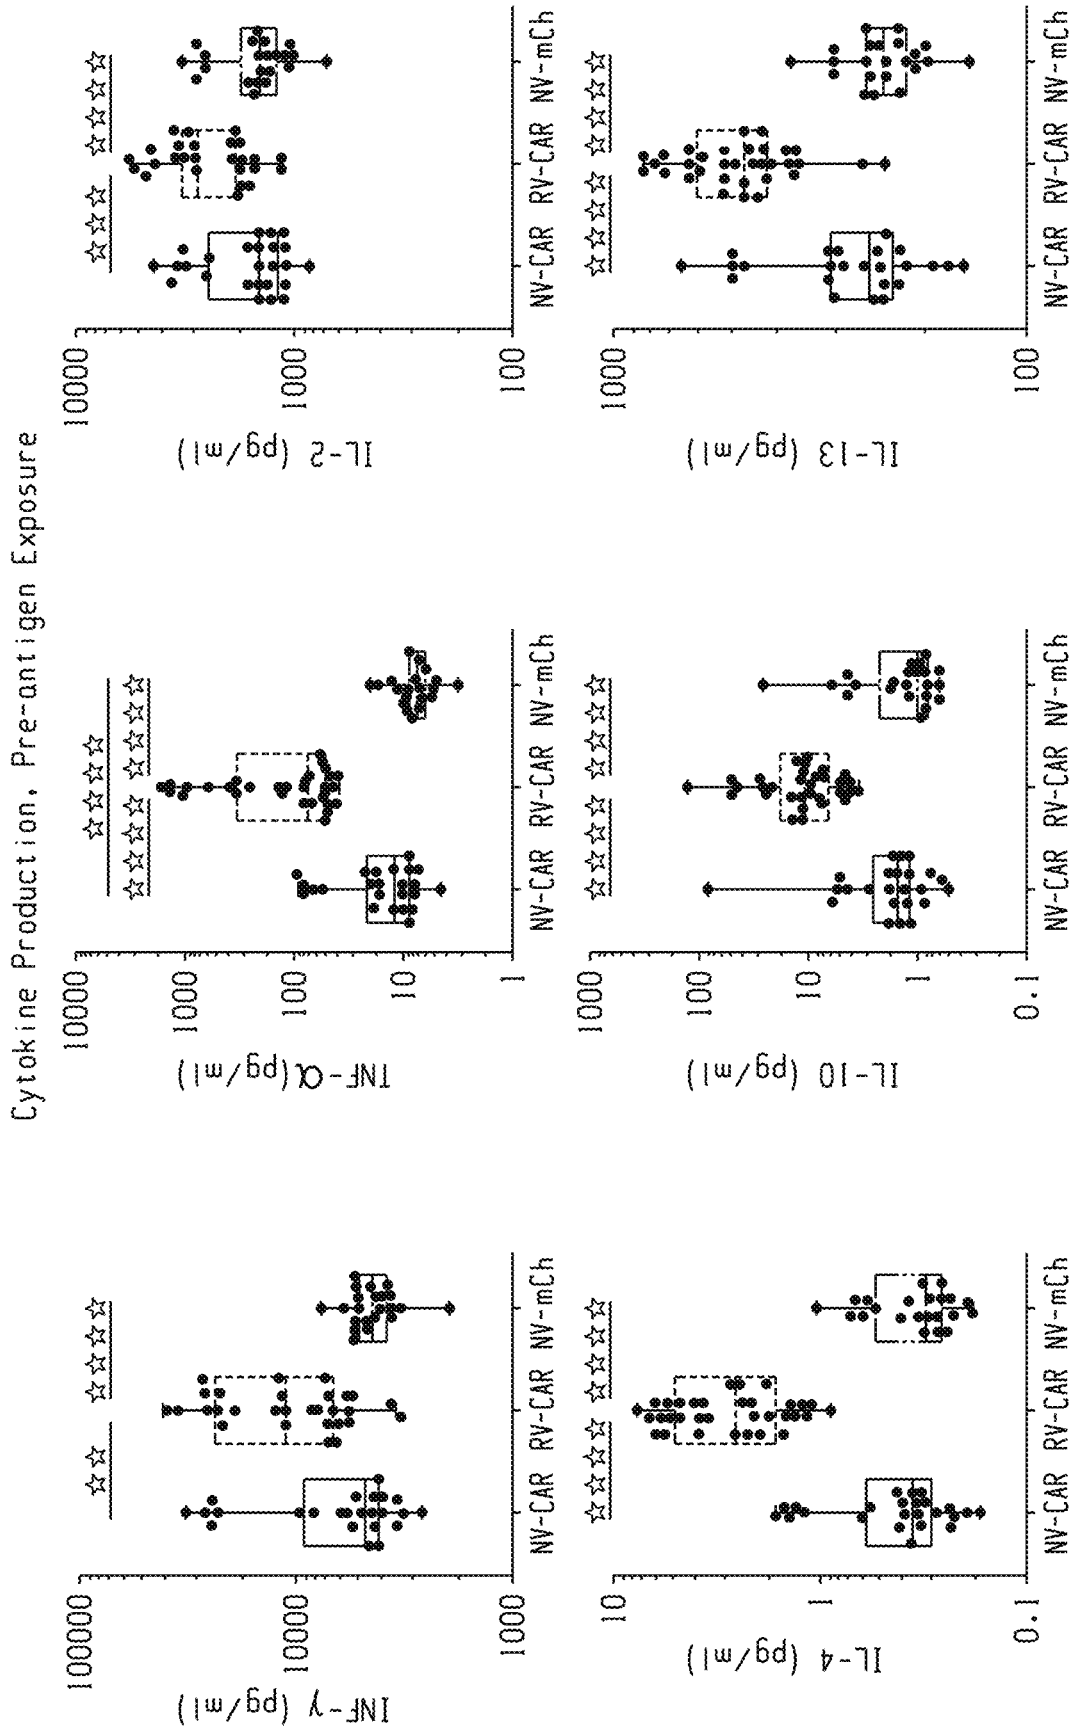 Cytokine Production, Pre-antigen Exposure
INF-γ (pg/ml)
100000
10000
1000
☆☆
☆☆☆☆
NV-CAR RV-CAR NV-mCh
TNF-α(pg/ml)
10000
1000
100
10
1
☆☆☆☆
☆☆☆☆
☆☆☆☆
NV-CAR RV-CAR NV-mCh
IL-2 (pg/ml)
10000
1000
100
☆☆☆
☆☆☆☆
NV-CAR RV-CAR NV-mCh
IL-4 (pg/ml)
10
1
0.1
☆☆☆☆
☆☆☆☆
NV-CAR RV-CAR NV-mCh
IL-10 (pg/ml)
1000
100
10
1
0.1
☆☆☆☆
☆☆☆☆
NV-CAR RV-CAR NV-mCh
IL-13 (pg/ml)
1000
100
☆☆☆☆
☆☆☆☆
NV-CAR RV-CAR NV-mCh